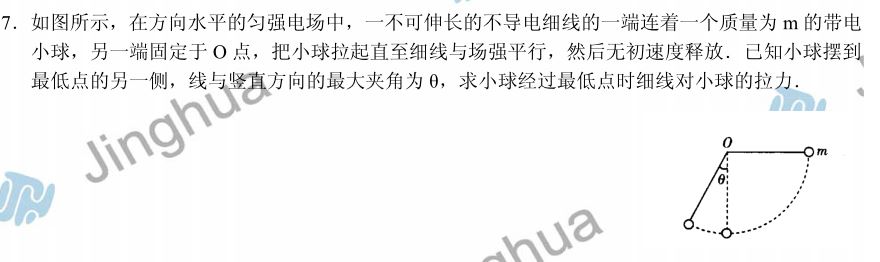 7．如图所示，在方向水平的匀强电场中，一不可伸长的不导电细线的一端连着一个质量为 m 的带电
小球，另一端固定于 O 点，把小球拉起直至细线与场强平行，然后无初速度释放．已知小球摆到
最低点的另一侧，线与竖直方向的最大夹角为 θ，求小球经过最低点时细线对小球的拉力．
Jinghua
O
m
θ
hua